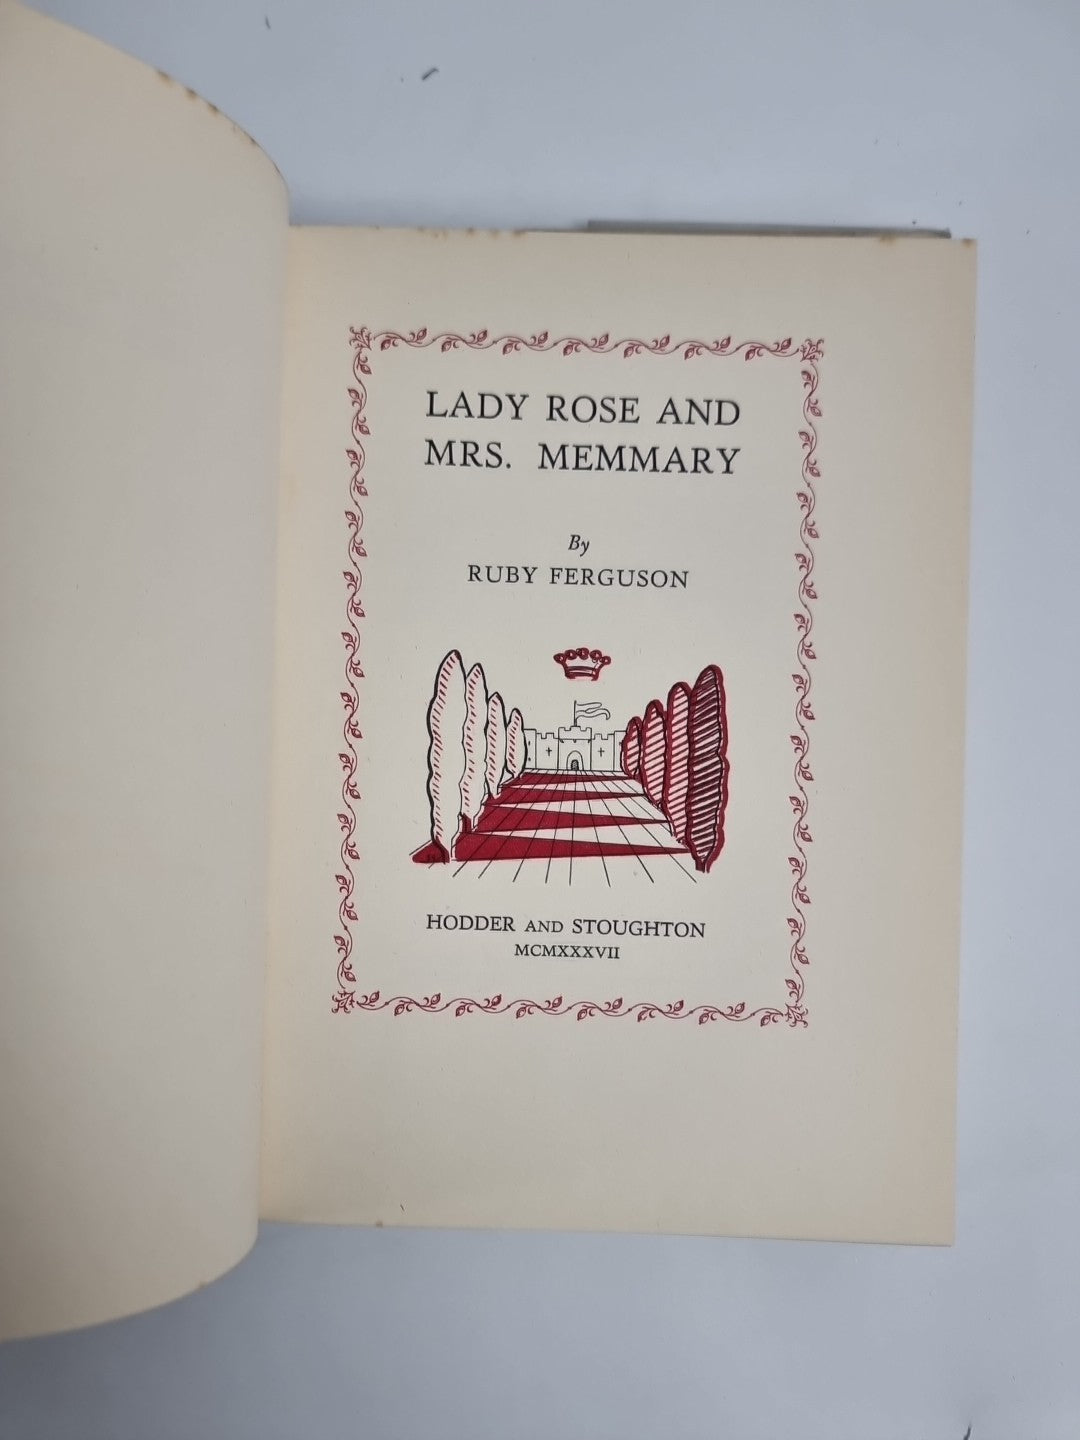 LADY ROSE AND
MRS. MEMMARY
By
RUBY FERGUSON
HODDER AND STOUGHTON
MCMXXXVII